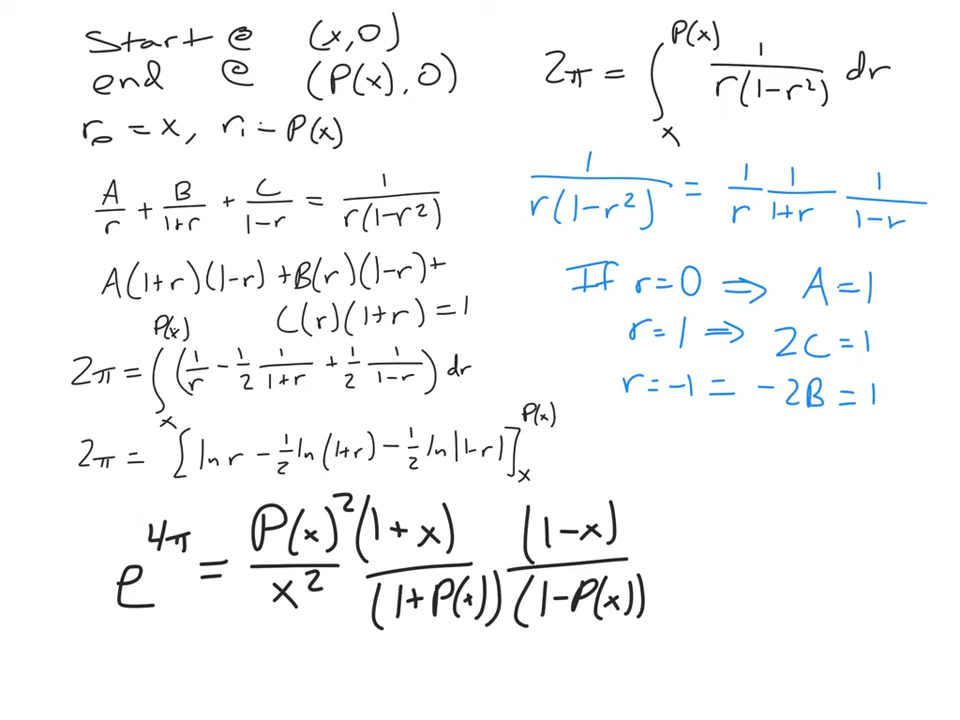 Start @ (x,0)
end @ (P(x), 0)
r₀ = x, r₁ = P(x)
A/r + B/(1+r) + C/(1-r) = 1/(r(1-r²))
A(1+r)(1-r) + B(r)(1-r) +
C(r)(1+r) = 1
2π = ∫_x^{P(x)} (1/r - 1/2 1/(1+r) + 1/2 1/(1-r)) dr
2π = [ln r - 1/2 ln(1+r) - 1/2 ln|1-r|]_x^{P(x)}
2π = ∫_x^{P(x)} 1/(r(1-r²)) dr
1/(r(1-r²)) = 1/r 1/(1+r) 1/(1-r)
If r=0 ⇒ A=1
r=1 ⇒ 2C=1
r=-1 = -2B=1
e^{4π} = P(x)²/x² (1+x)/(1+P(x)) (1-x)/(1-P(x))